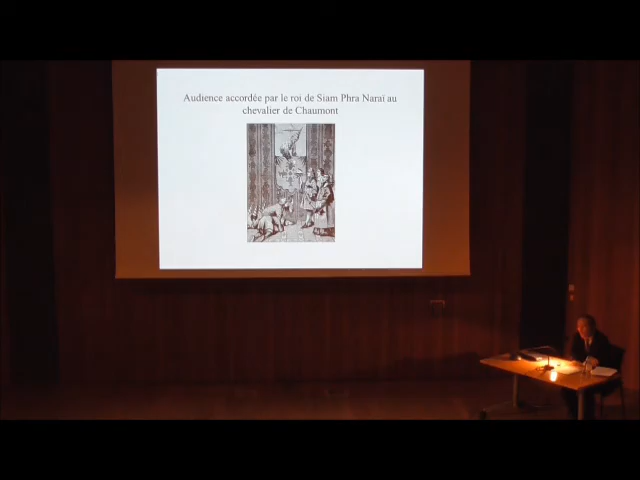 Audience accordée par le roi de Siam Phra Naraï au
chevalier de Chaumont